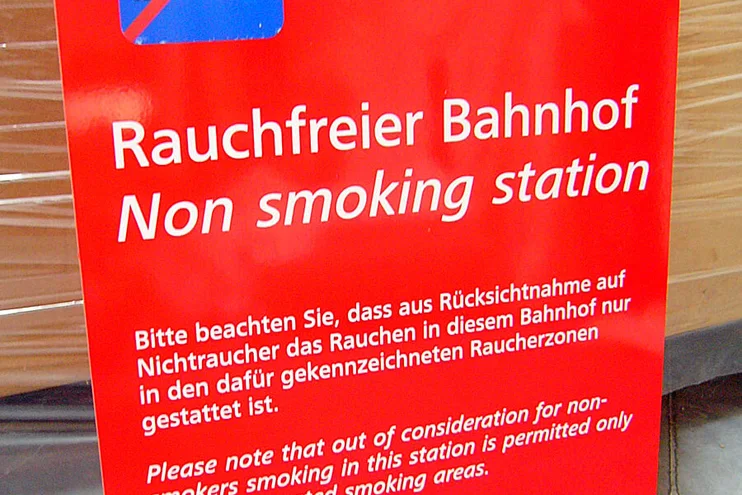 Rauchfreier Bahnhof
Non smoking station
Bitte beachten Sie, dass aus Rücksichtnahme auf
Nichtraucher das Rauchen in diesem Bahnhof nur
in den dafür gekennzeichneten Raucherzonen
gestattet ist.
Please note that out of consideration for non-
smokers smoking in this station is permitted only
smoking areas.